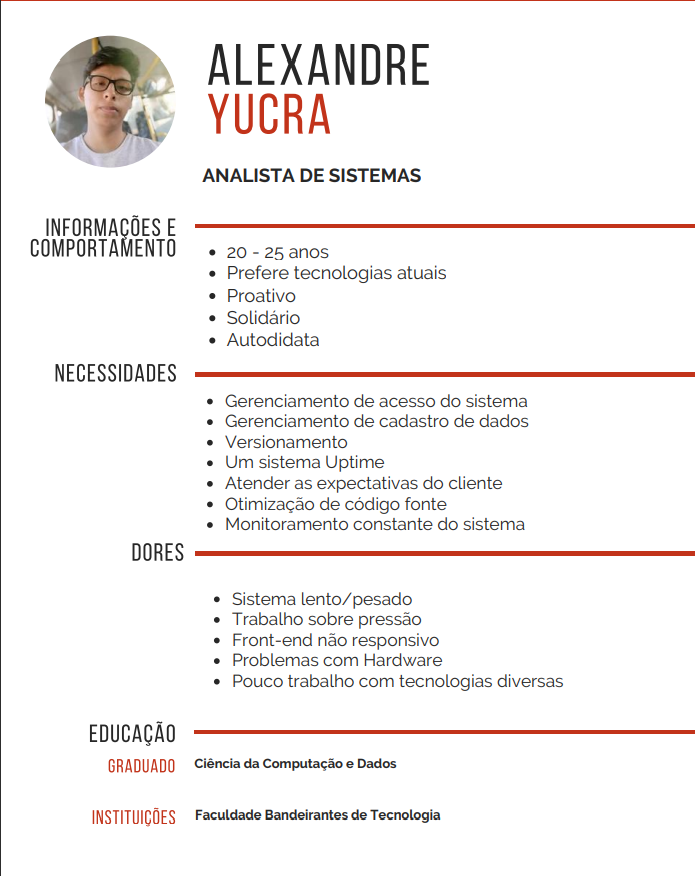 ALEXANDRE
YUCRA
ANALISTA DE SISTEMAS
INFORMAÇÕES E
COMPORTAMENTO
20 - 25 anos
Prefere tecnologias atuais
Proativo
Solidário
Autodidata
NECESSIDADES
Gerenciamento de acesso do sistema
Gerenciamento de cadastro de dados
Versionamento
Um sistema Uptime
Atender as expectativas do cliente
Otimização de código fonte
Monitoramento constante do sistema
DORES
Sistema lento/pesado
Trabalho sobre pressão
Front-end não responsivo
Problemas com Hardware
Pouco trabalho com tecnologias diversas
EDUCAÇÃO
GRADUADO Ciência da Computação e Dados
INSTITUIÇÕES Faculdade Bandeirantes de Tecnologia